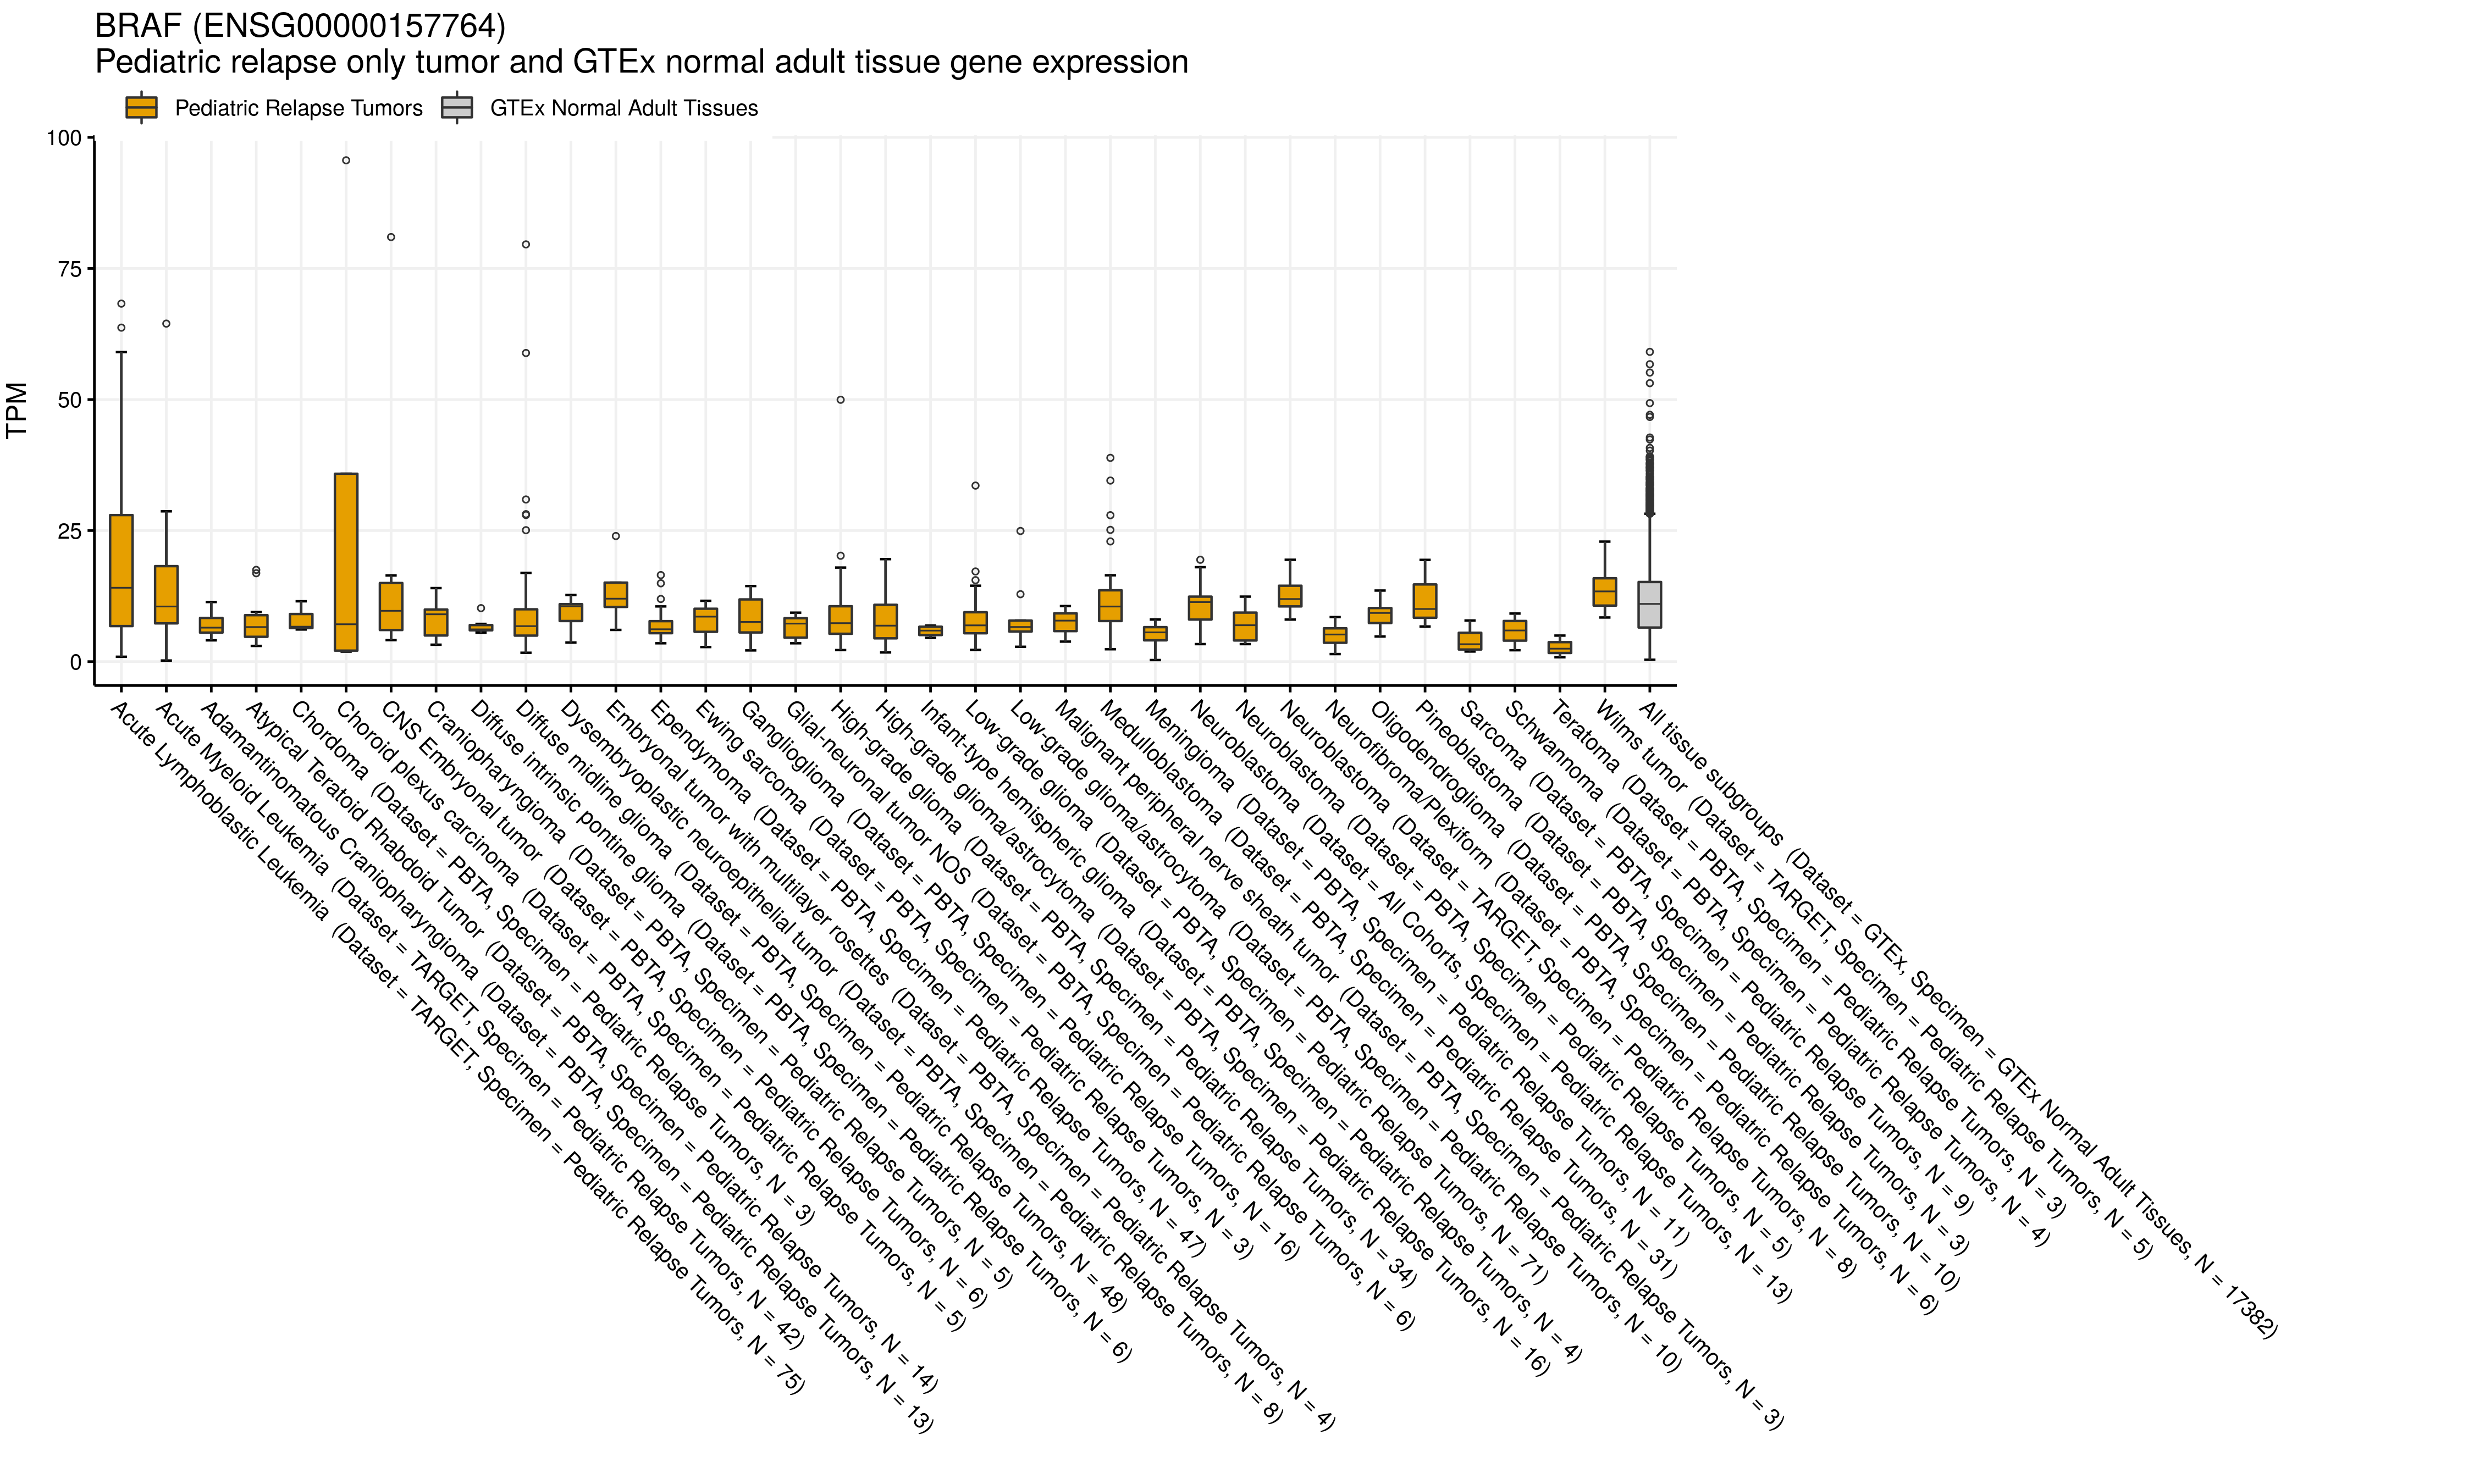 BRAF (ENSG00000157764)
Pediatric relapse only tumor and GTEx normal adult tissue gene expression
Pediatric Relapse Tumors
GTEx Normal Adult Tissues
TPM
100
75
50
25
0
Acute Lymphoblastic Leukemia (Dataset = TARGET, Specimen = Pediatric Relapse Tumors, N = 75)
Acute Myeloid Leukemia (Dataset = TARGET, Specimen = Pediatric Relapse Tumors, N = 42)
Adamantinomatous Craniopharyngioma (Dataset = PBTA, Specimen = Pediatric Relapse Tumors, N = 13)
Atypical Teratoid Rhabdoid Tumor (Dataset = PBTA, Specimen = Pediatric Relapse Tumors, N = 14)
Chordoma (Dataset = PBTA, Specimen = Pediatric Relapse Tumors, N = 3)
Choroid plexus carcinoma (Dataset = PBTA, Specimen = Pediatric Relapse Tumors, N = 5)
CNS Embryonal tumor (Dataset = PBTA, Specimen = Pediatric Relapse Tumors, N = 6)
Craniopharyngioma (Dataset = PBTA, Specimen = Pediatric Relapse Tumors, N = 5)
Diffuse intrinsic pontine glioma (Dataset = PBTA, Specimen = Pediatric Relapse Tumors, N = 6)
Diffuse midline glioma (Dataset = PBTA, Specimen = Pediatric Relapse Tumors, N = 48)
Dysembryoplastic neuroepithelial tumor (Dataset = PBTA, Specimen = Pediatric Relapse Tumors, N = 8)
Embryonal tumor with multilayer rosettes (Dataset = PBTA, Specimen = Pediatric Relapse Tumors, N = 4)
Ependymoma (Dataset = PBTA, Specimen = Pediatric Relapse Tumors, N = 47)
Ewing sarcoma (Dataset = PBTA, Specimen = Pediatric Relapse Tumors, N = 3)
Ganglioglioma (Dataset = PBTA, Specimen = Pediatric Relapse Tumors, N = 16)
Glial-neuronal tumor NOS (Dataset = PBTA, Specimen = Pediatric Relapse Tumors, N = 6)
High-grade glioma (Dataset = PBTA, Specimen = Pediatric Relapse Tumors, N = 34)
High-grade glioma/astrocytoma (Dataset = PBTA, Specimen = Pediatric Relapse Tumors, N = 16)
Infant-type hemispheric glioma (Dataset = PBTA, Specimen = Pediatric Relapse Tumors, N = 4)
Low-grade glioma (Dataset = PBTA, Specimen = Pediatric Relapse Tumors, N = 71)
Low-grade glioma/astrocytoma (Dataset = PBTA, Specimen = Pediatric Relapse Tumors, N = 10)
Malignant peripheral nerve sheath tumor (Dataset = PBTA, Specimen = Pediatric Relapse Tumors, N = 3)
Medulloblastoma (Dataset = PBTA, Specimen = Pediatric Relapse Tumors, N = 31)
Meningioma (Dataset = PBTA, Specimen = Pediatric Relapse Tumors, N = 11)
Neuroblastoma (Dataset = All Cohorts, Specimen = Pediatric Relapse Tumors, N = 13)
Neuroblastoma (Dataset = PBTA, Specimen = Pediatric Relapse Tumors, N = 5)
Neuroblastoma (Dataset = TARGET, Specimen = Pediatric Relapse Tumors, N = 8)
Neurofibroma/Plexiform (Dataset = PBTA, Specimen = Pediatric Relapse Tumors, N = 6)
Oligodendroglioma (Dataset = PBTA, Specimen = Pediatric Relapse Tumors, N = 10)
Pineoblastoma (Dataset = PBTA, Specimen = Pediatric Relapse Tumors, N = 3)
Sarcoma (Dataset = PBTA, Specimen = Pediatric Relapse Tumors, N = 9)
Schwannoma (Dataset = PBTA, Specimen = Pediatric Relapse Tumors, N = 4)
Teratoma (Dataset = PBTA, Specimen = Pediatric Relapse Tumors, N = 3)
Wilms tumor (Dataset = TARGET, Specimen = Pediatric Relapse Tumors, N = 5)
All tissue subgroups (Dataset = GTEx, Specimen = GTEx Normal Adult Tissues, N = 17382)